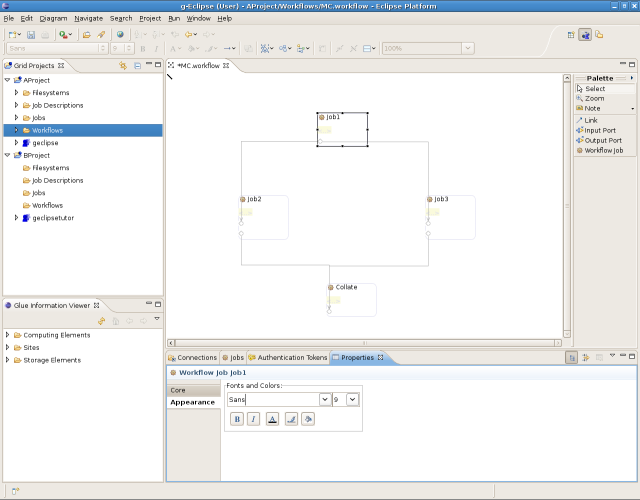 g-Eclipse (User) - AProject/Workflows/MC.workflow - Eclipse Platform
File Edit Diagram Navigate Search Project Run Window Help
Sans 9 B I A 100%
Grid Projects
AProject
Filesystems
Job Descriptions
Jobs
Workflows
geclipse
BProject
Filesystems
Job Descriptions
Jobs
Workflows
geclipsetutor
Glue Information Viewer
Computing Elements
Sites
Storage Elements
*MC.workflow
Job1
Job2
Job3
Collate
Palette
Select
Zoom
Note
Link
Input Port
Output Port
Workflow Job
Connections Jobs Authentication Tokens Properties
Workflow Job Job1
Core
Appearance
Fonts and Colors:
Sans 9
B I A